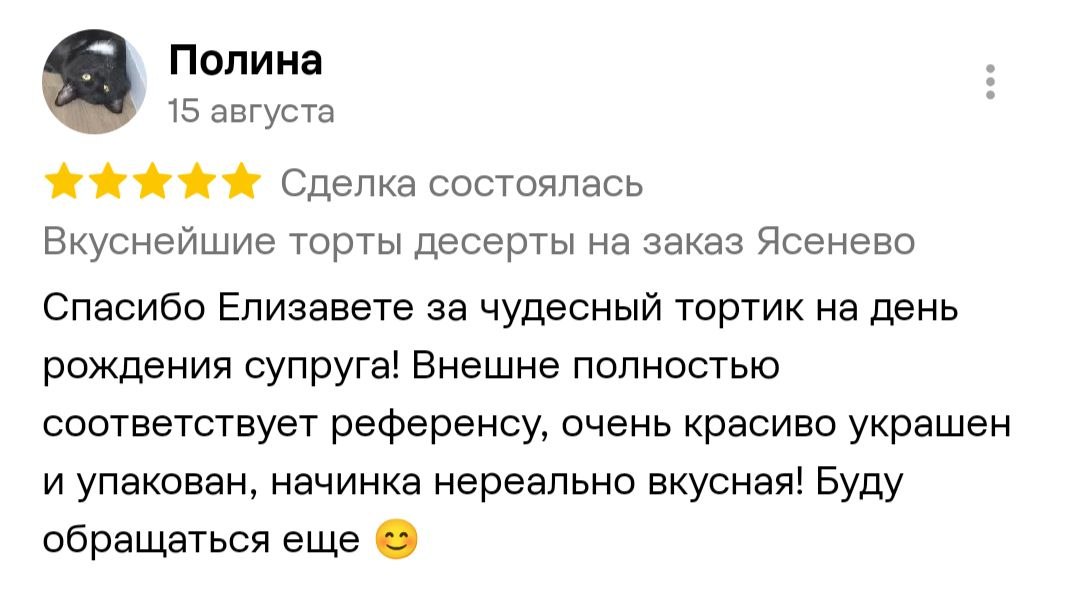 Полина
15 августа
Сделка состоялась
Вкуснейшие торты десерты на заказ Ясенево
Спасибо Елизавете за чудесный тортик на день
рождения супруга! Внешне полностью
соответствует референсу, очень красиво украшен
и упакован, начинка нереально вкусная! Буду
обращаться еще 😊